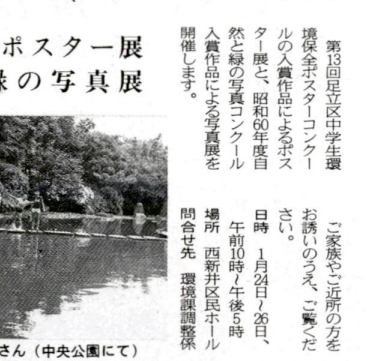 ポスター展
緑の写真展
第13回足立区中学生環
境保全ポスターコンクー
ルの入賞作品によるポス
ター展と、昭和60年度自
然と緑の写真コンクール
入賞作品による写真展を
開催します。
ご家族やご近所の方を
お誘いのうえ、ご覧くだ
さい。
日時　1月24日~26日、
午前10時~午後5時
場所　西新井区民ホール
問合せ先　環境課調整係
さん（中央公園にて）